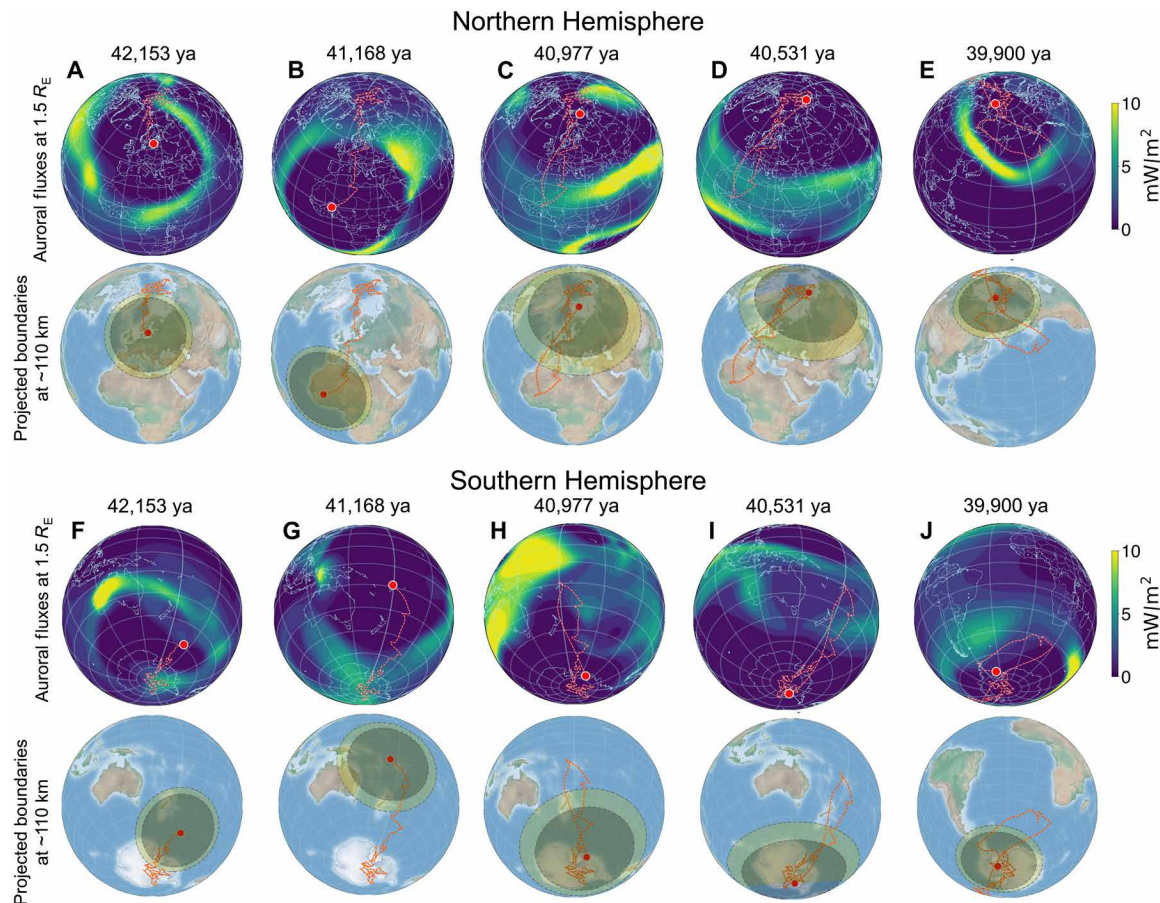 Northern Hemisphere
42,153 ya
41,168 ya
40,977 ya
40,531 ya
39,900 ya
A
B
C
D
E
Auroral fluxes at 1.5 RE
10
5
0
mW/m2
Projected boundaries
at ~110 km
Southern Hemisphere
42,153 ya
41,168 ya
40,977 ya
40,531 ya
39,900 ya
F
G
H
I
J
Auroral fluxes at 1.5 RE
10
5
0
mW/m2
Projected boundaries
at ~110 km